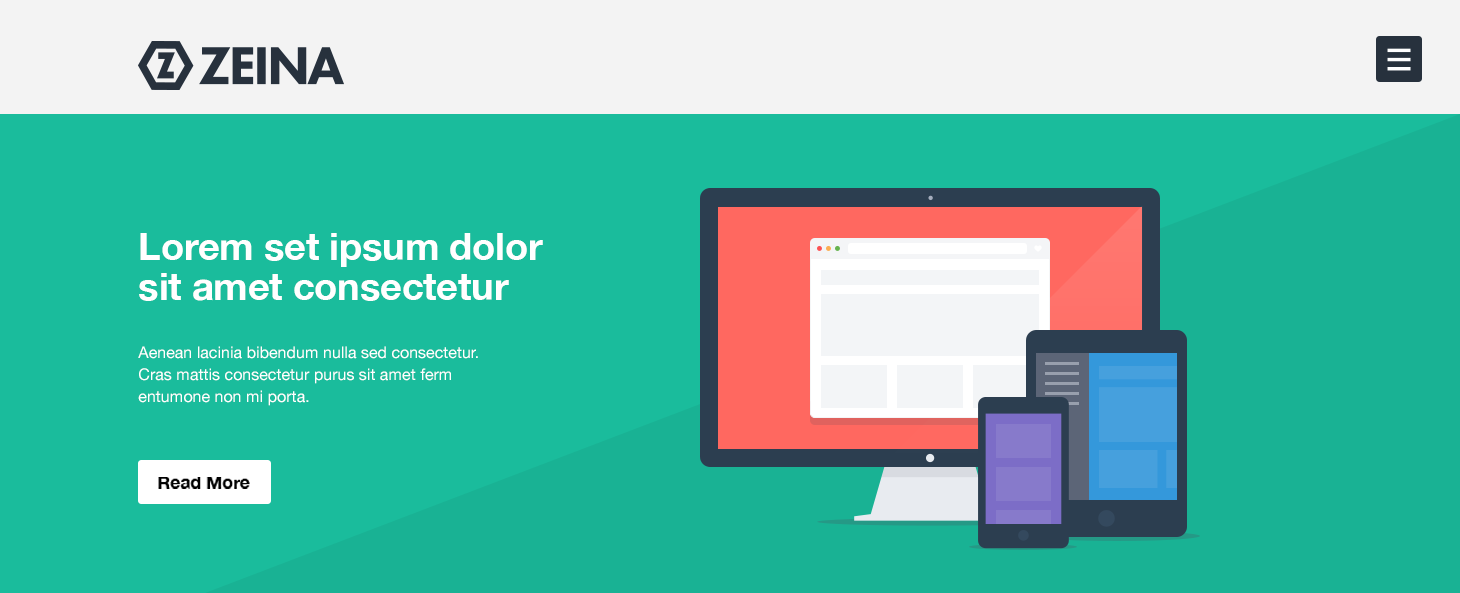 ZEINA
Lorem set ipsum dolor
sit amet consectetur
Aenean lacinia bibendum nulla sed consectetur.
Cras mattis consectetur purus sit amet ferm
entumone non mi porta.
Read More